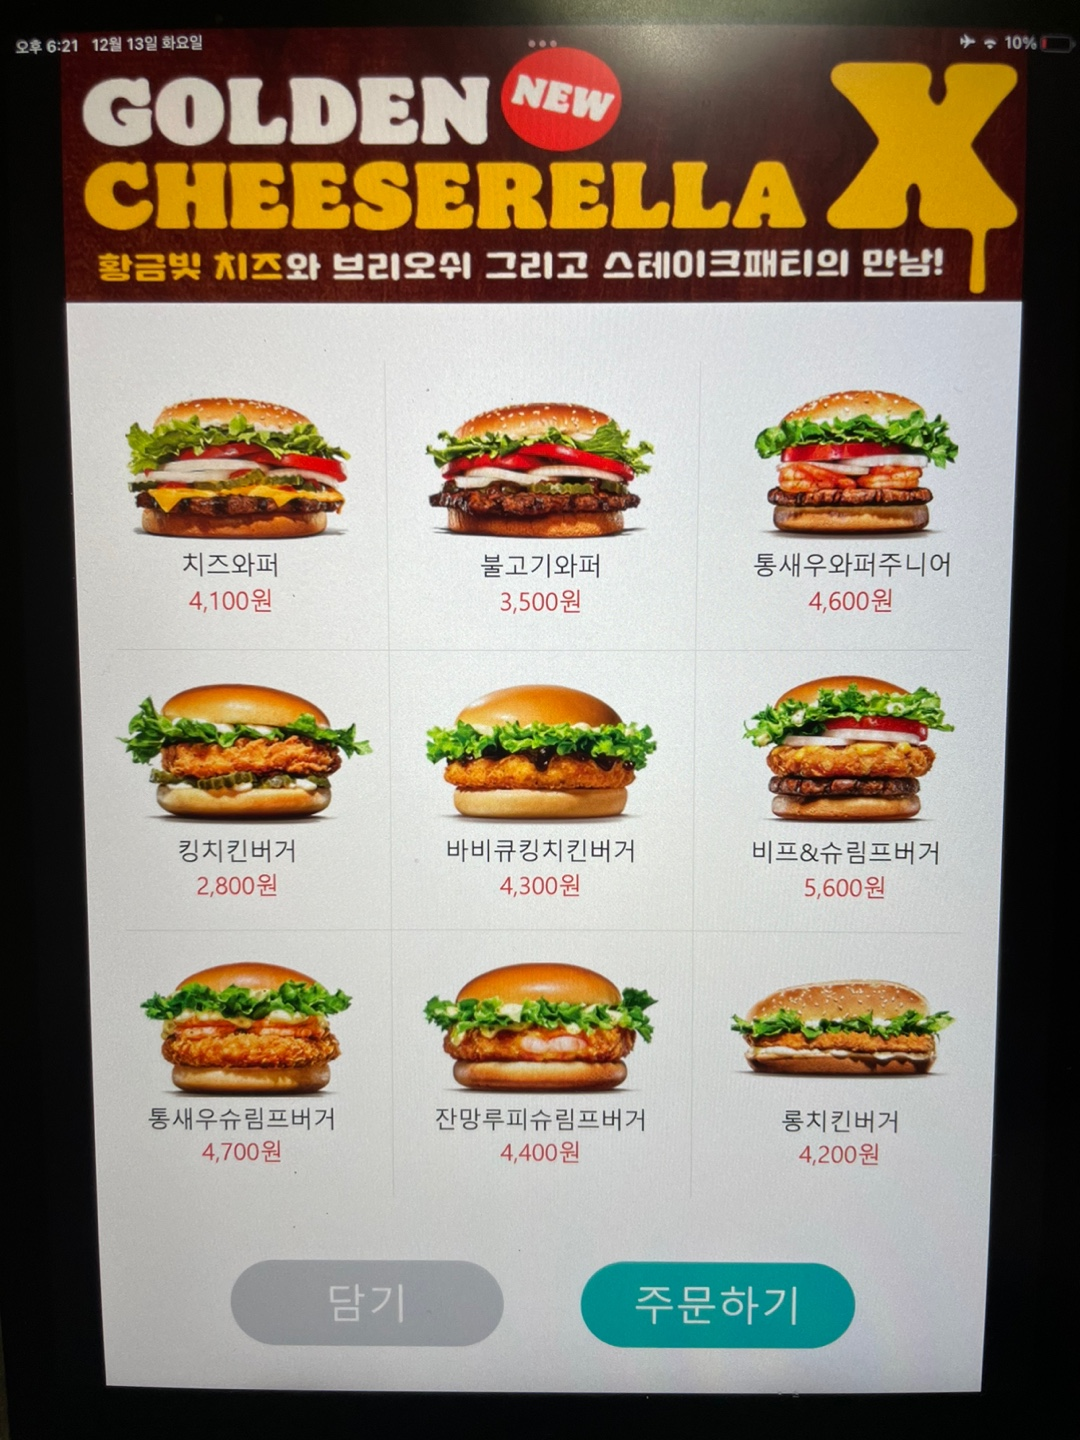 오후 6:21 12월 13일 화요일
10%
GOLDEN NEW
CHEESERELLA X
황금빛 치즈와 브리오쉬 그리고 스테이크패티의 만남!
치즈와퍼 불고기와퍼 통새우와퍼주니어
4,100원 3,500원 4,600원
킹치킨버거 바비큐킹치킨버거 비프&슈림프버거
2,800원 4,300원 5,600원
통새우슈림프버거 잔망루피슈림프버거 롱치킨버거
4,700원 4,400원 4,200원
담기 주문하기